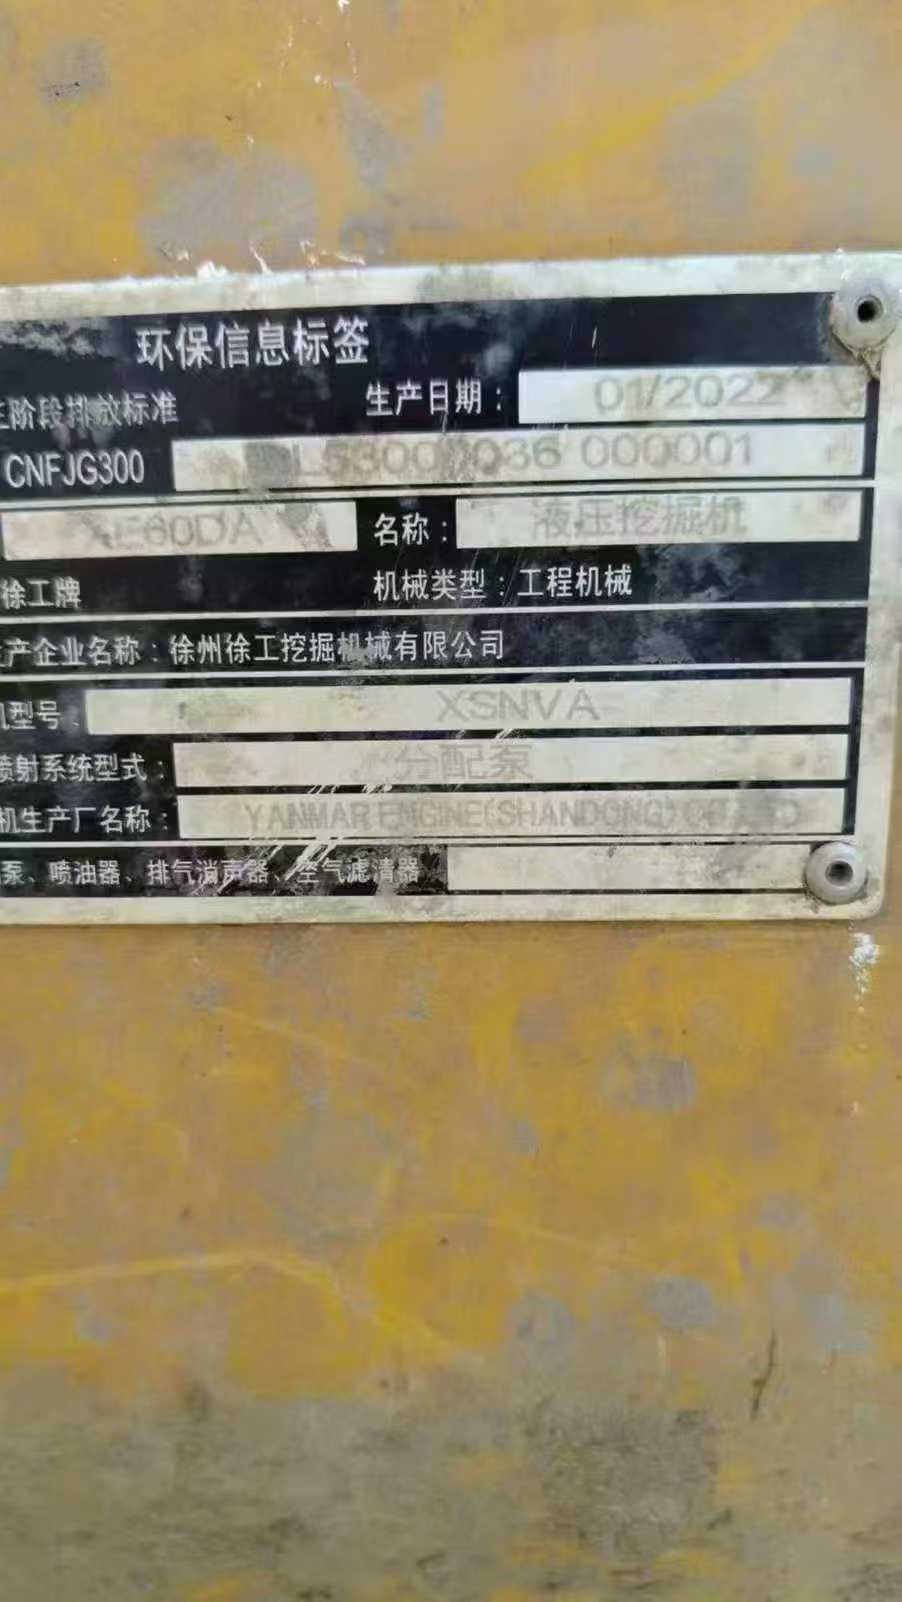 环保信息标签
阶段排放标准 生产日期： 01/2022
CNFJG300 000001
60DA 名称： 液压挖掘机
徐工牌 机械类型：工程机械
产企业名称：徐州徐工挖掘机械有限公司
机型号： XSNVA
喷射系统型式： 分配泵
机生产厂名称： YANMAR ENGINE(SHANDONG)
泵、喷油器、排气消声器、空气滤清器